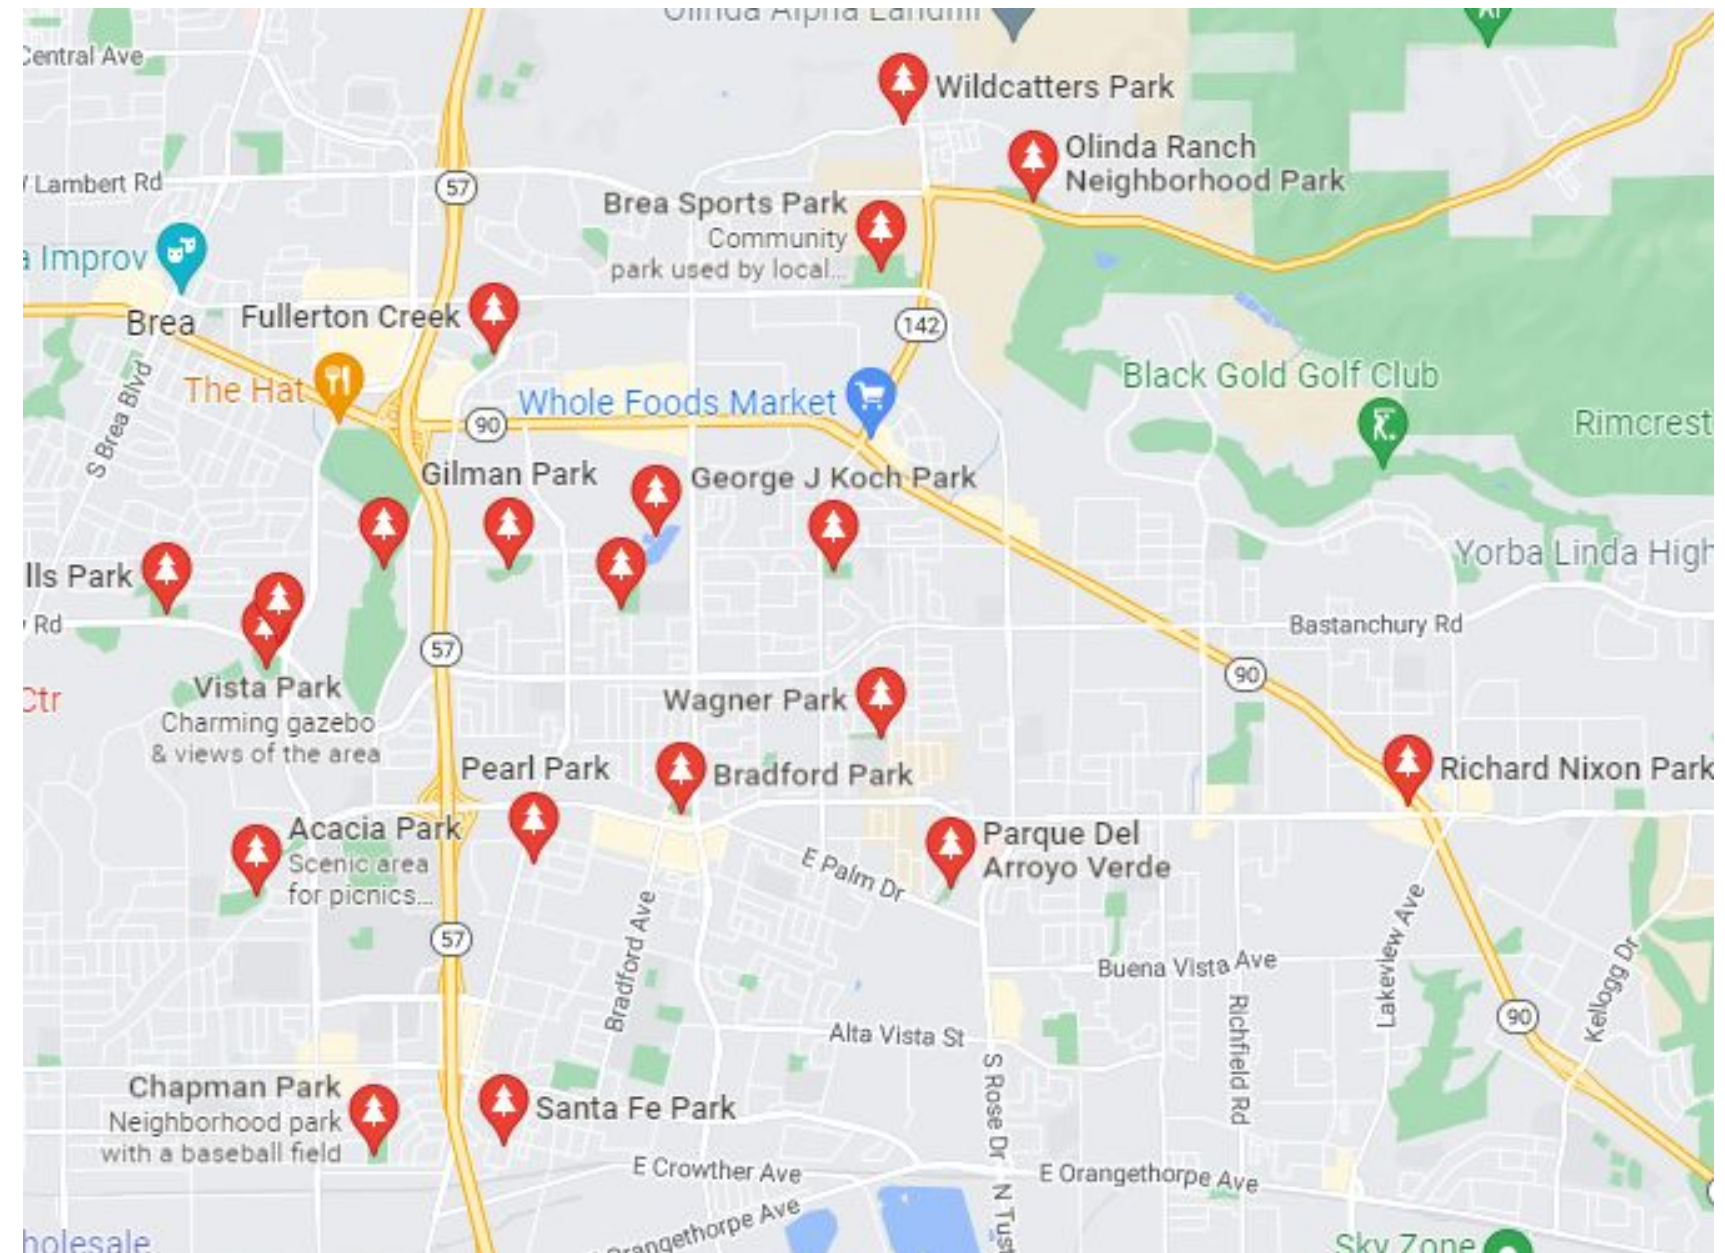 Olinda Alpha Landfill
Central Ave
Wildcatters Park
Olinda Ranch
Neighborhood Park
Lambert Rd
57
Brea Sports Park
Community
park used by local...
a Improv
Brea
Fullerton Creek
142
The Hat
Whole Foods Market
Black Gold Golf Club
Rimcrest
S Brea Blvd
90
Gilman Park
George J Koch Park
Yorba Linda High
lls Park
Rd
Bastanchury Rd
57
90
Ctr
Vista Park
Charming gazebo
& views of the area
Wagner Park
Pearl Park
Bradford Park
Richard Nixon Park
Acacia Park
Scenic area
for picnics...
Parque Del
Arroyo Verde
E Palm Dr
57
Bradford Ave
Buena Vista Ave
Lakeview Ave
Kellogg Dr
Richfield Rd
90
Alta Vista St
S Rose Dr
Chapman Park
Neighborhood park
with a baseball field
Santa Fe Park
E Crowther Ave
E Orangethorpe Ave
N Tust
Orangethorpe Ave
holesale
Sky Zone